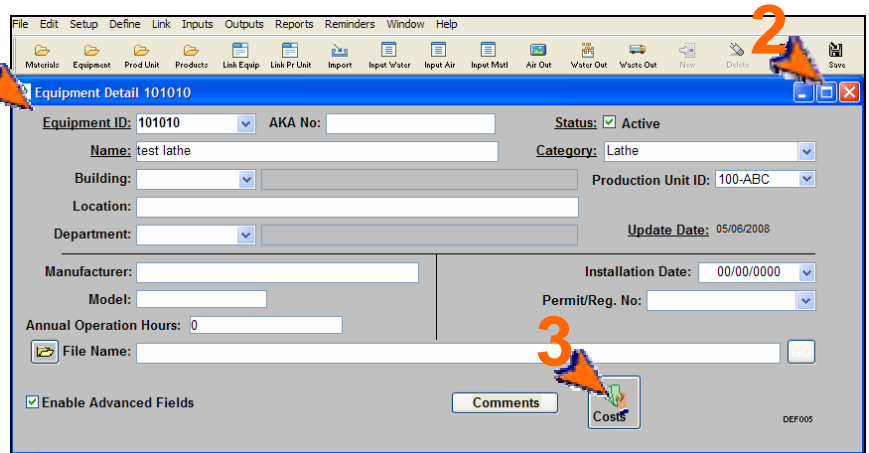 File Edit Setup Define Link Inputs Outputs Reports Reminders Window Help
2
Materials Equipment Prod Unit Products Link Equip Link Pr Unit Import Input Water Input Air Input Matl Air Out Water Out Waste Out New Delete Save
Equipment Detail 101010
Equipment ID: 101010 AKA No: Status: Active
Name: test lathe Category: Lathe
Building: Production Unit ID: 100-ABC
Location:
Department: Update Date: 05/06/2008
Manufacturer: Installation Date: 00/00/0000
Model: Permit/Reg. No:
Annual Operation Hours: 0
3
File Name: GO
Enable Advanced Fields Comments Costs
DEF005